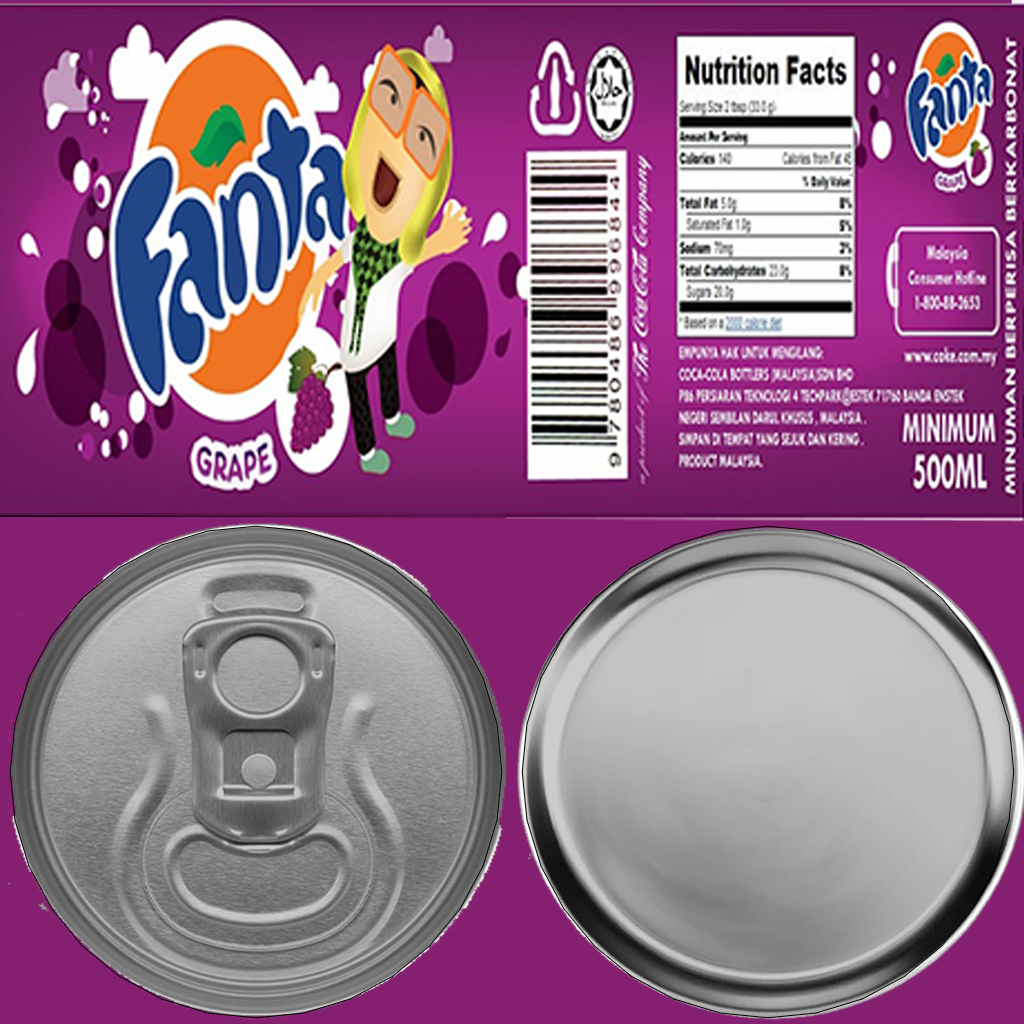 Fanta
GRAPE
حلال
9 780486 996844
a product of The Coca-Cola Company
Nutrition Facts
Serving Size 2 tbsp (33.0 g)
Amount Per Serving
Calories 140 Calories from Fat 45
% Daily Value
Total Fat 5.0g 8%
Saturated Fat 1.0g 5%
Sodium 70mg 3%
Total Carbohydrates 23.0g 8%
Sugars 20.0g
* Based on a 2000 calorie diet
EMPUNYA HAK UNTUK MENGILANG:
COCA-COLA BOTTLERS (MALAYSIA)SDN BHD
P86 PERSIARAN TEKNOLOGI 4 TECHPARK@ESTEK 71760 BANDA ENSTEK
NEGERI SEMBILAN DARUL KHUSUS , MALAYSIA .
SIMPAN DI TEMPAT YANG SEJUK DAN KERING .
PRODUCT MALAYSIA.
Fanta
GRAPE
Malaysia
Consumer Hotline
1-800-88-2653
www.coke.com.my
MINIMUM
500ML
MINUMAN BERPERISA BERKARBONAT